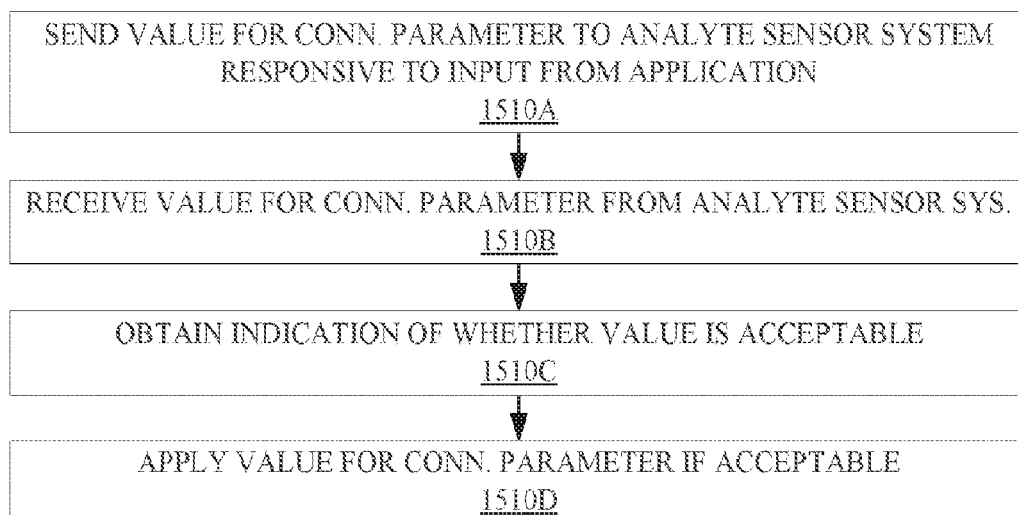 SEND VALUE FOR CONN. PARAMETER TO ANALYTE SENSOR SYSTEM
RESPONSIVE TO INPUT FROM APPLICATION
1510A
RECEIVE VALUE FOR CONN. PARAMETER FROM ANALYTE SENSOR SYS.
1510B
OBTAIN INDICATION OF WHETHER VALUE IS ACCEPTABLE
1510C
APPLY VALUE FOR CONN. PARAMETER IF ACCEPTABLE
1510D